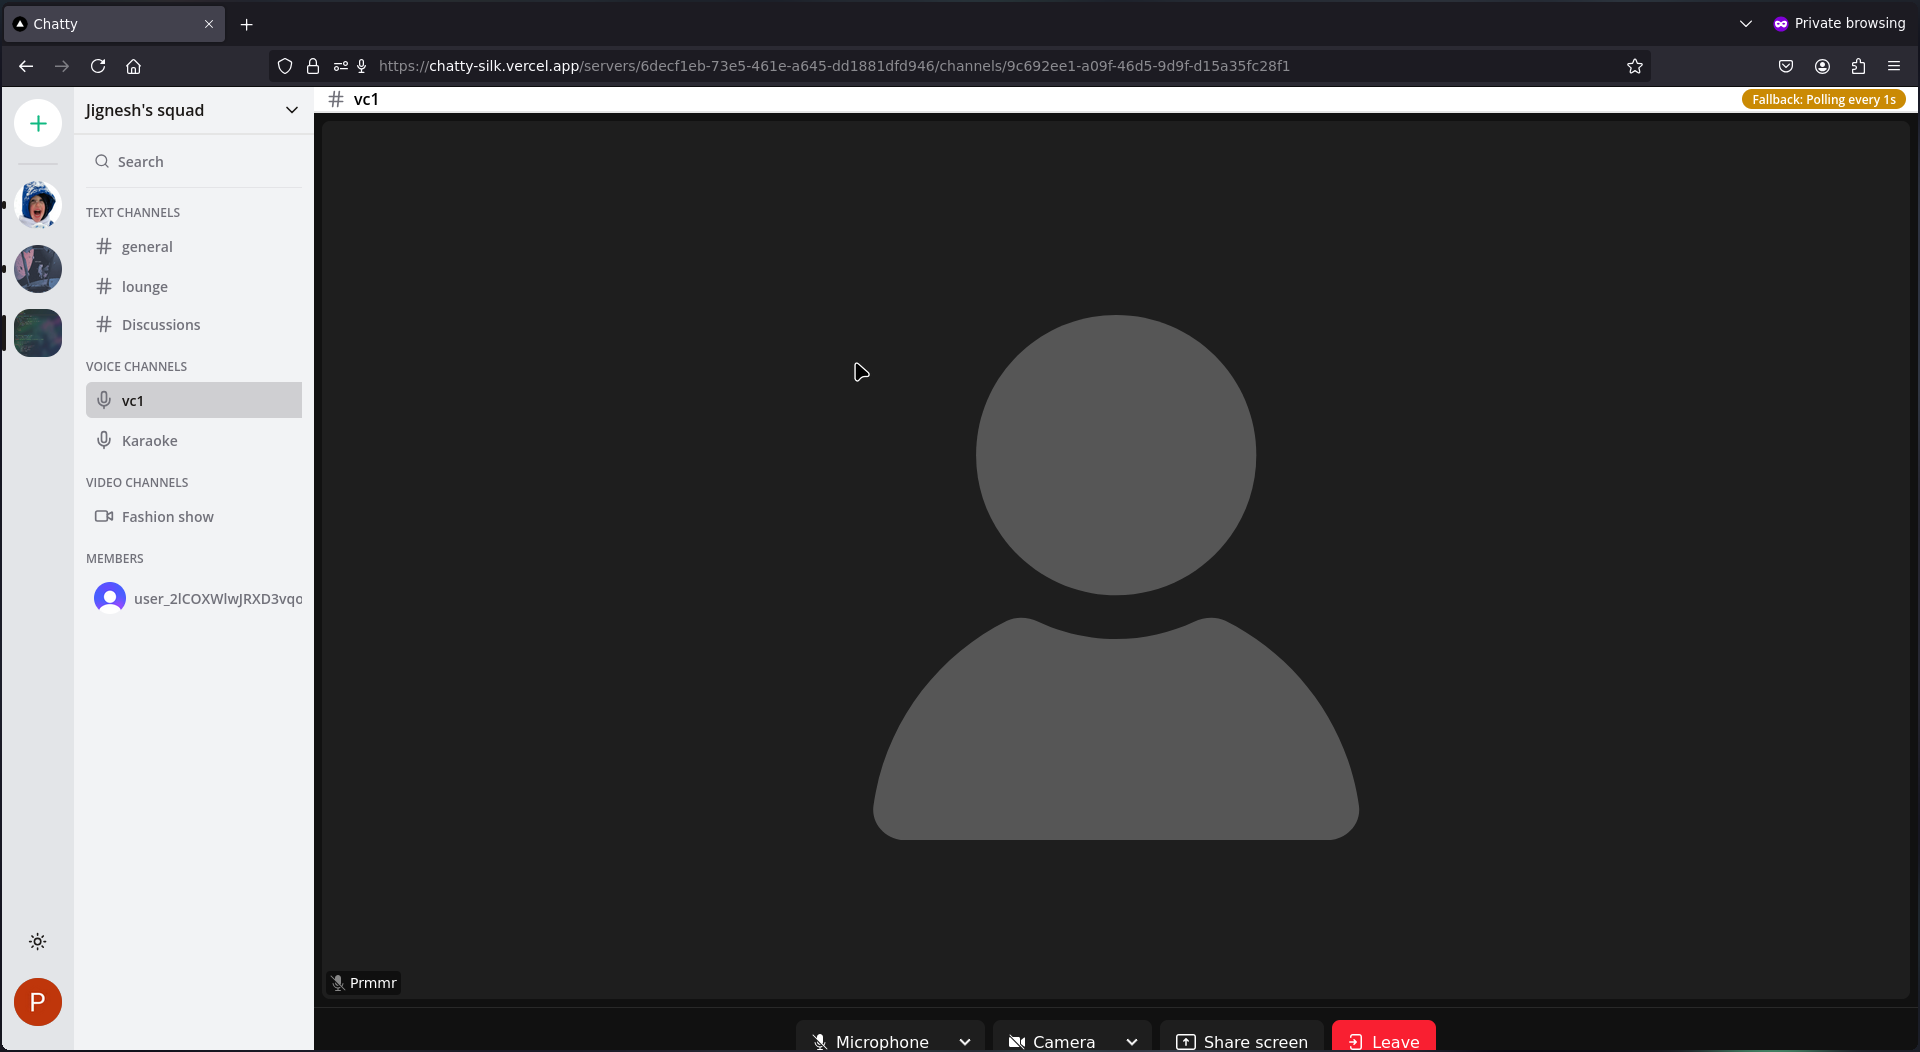 Chatty
Private browsing
https://chatty-silk.vercel.app/servers/6decf1eb-73e5-461e-a645-dd1881dfd946/channels/9c692ee1-a09f-46d5-9d9f-d15a35fc28f1
Jignesh's squad
# vc1
Fallback: Polling every 1s
Search
TEXT CHANNELS
# general
# lounge
# Discussions
VOICE CHANNELS
vc1
Karaoke
VIDEO CHANNELS
Fashion show
MEMBERS
user_2lCOXWlwJRXD3vqo
P
Prmmr
Microphone
Camera
Share screen
Leave